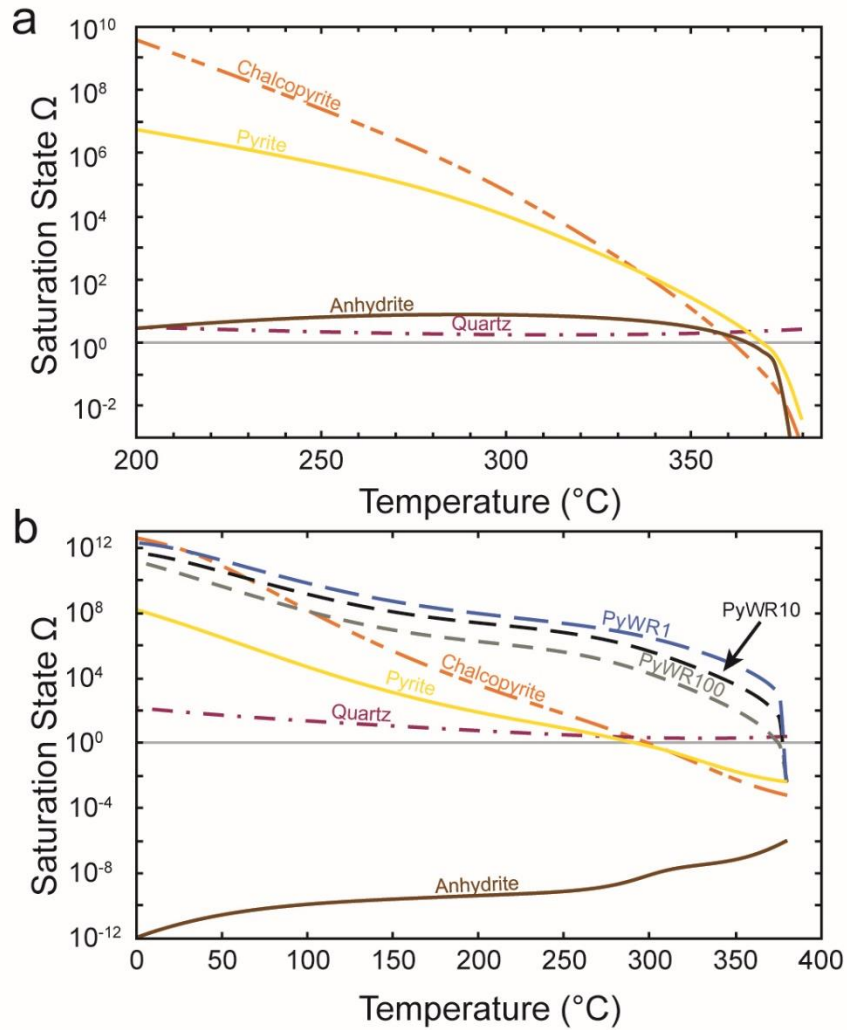 a
10^10
10^8
10^6
10^4
10^2
10^0
10^-2
Saturation State Ω
Chalcopyrite
Pyrite
Anhydrite
Quartz
200
250
300
350
Temperature (°C)
b
10^12
10^8
10^4
10^0
10^-4
10^-8
10^-12
Saturation State Ω
PyWR10
PyWR1
PyWR100
Chalcopyrite
Pyrite
Quartz
Anhydrite
0
50
100
150
200
250
300
350
400
Temperature (°C)